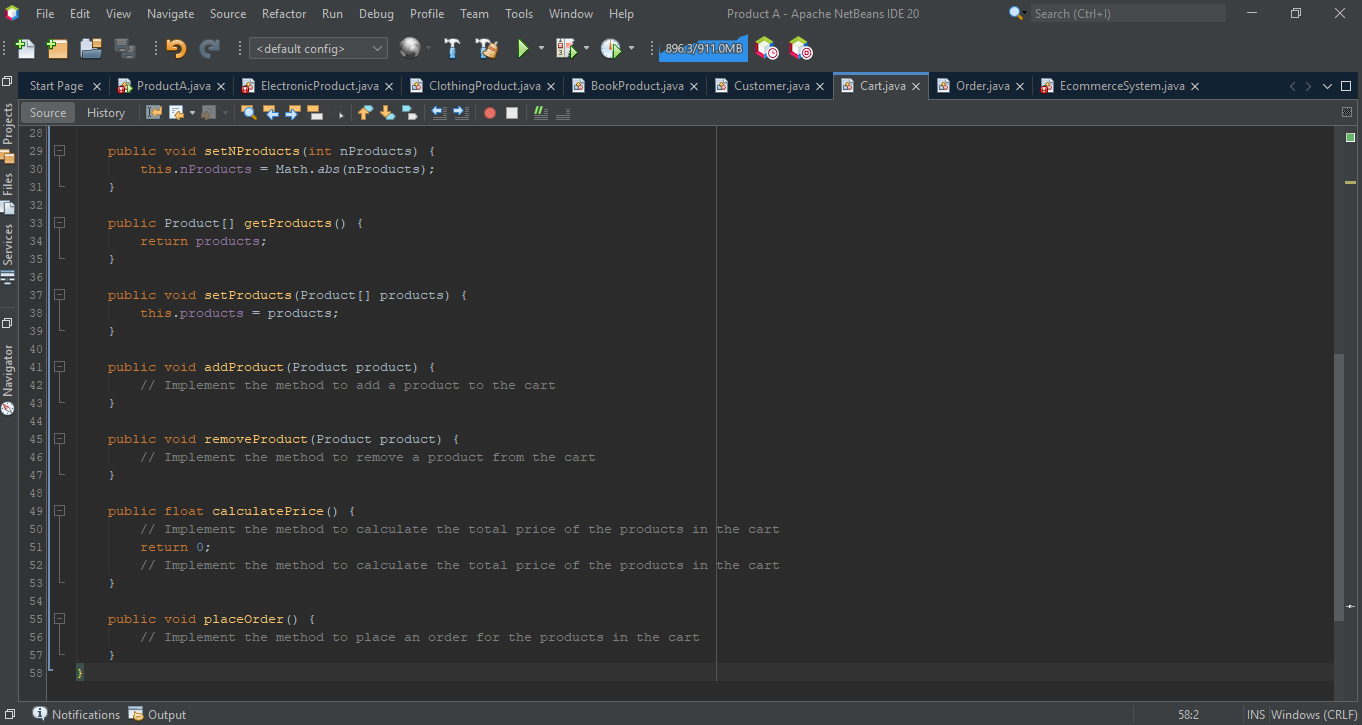 File Edit View Navigate Source Refactor Run Debug Profile Team Tools Window Help Product A - Apache NetBeans IDE 20 Search (Ctrl+I)
<default config> 896.3/911.0MB
Start Page ProductA.java ElectronicProduct.java ClothingProduct.java BookProduct.java Customer.java Cart.java Order.java EcommerceSystem.java
Source History
Projects
Files
Services
Navigator
28
29 public void setNProducts(int nProducts) {
30 this.nProducts = Math.abs(nProducts);
31 }
32
33 public Product[] getProducts() {
34 return products;
35 }
36
37 public void setProducts(Product[] products) {
38 this.products = products;
39 }
40
41 public void addProduct(Product product) {
42 // Implement the method to add a product to the cart
43 }
44
45 public void removeProduct(Product product) {
46 // Implement the method to remove a product from the cart
47 }
48
49 public float calculatePrice() {
50 // Implement the method to calculate the total price of the products in the cart
51 return 0;
52 // Implement the method to calculate the total price of the products in the cart
53 }
54
55 public void placeOrder() {
56 // Implement the method to place an order for the products in the cart
57 }
58 }
Notifications Output 58:2 INS Windows (CRLF)